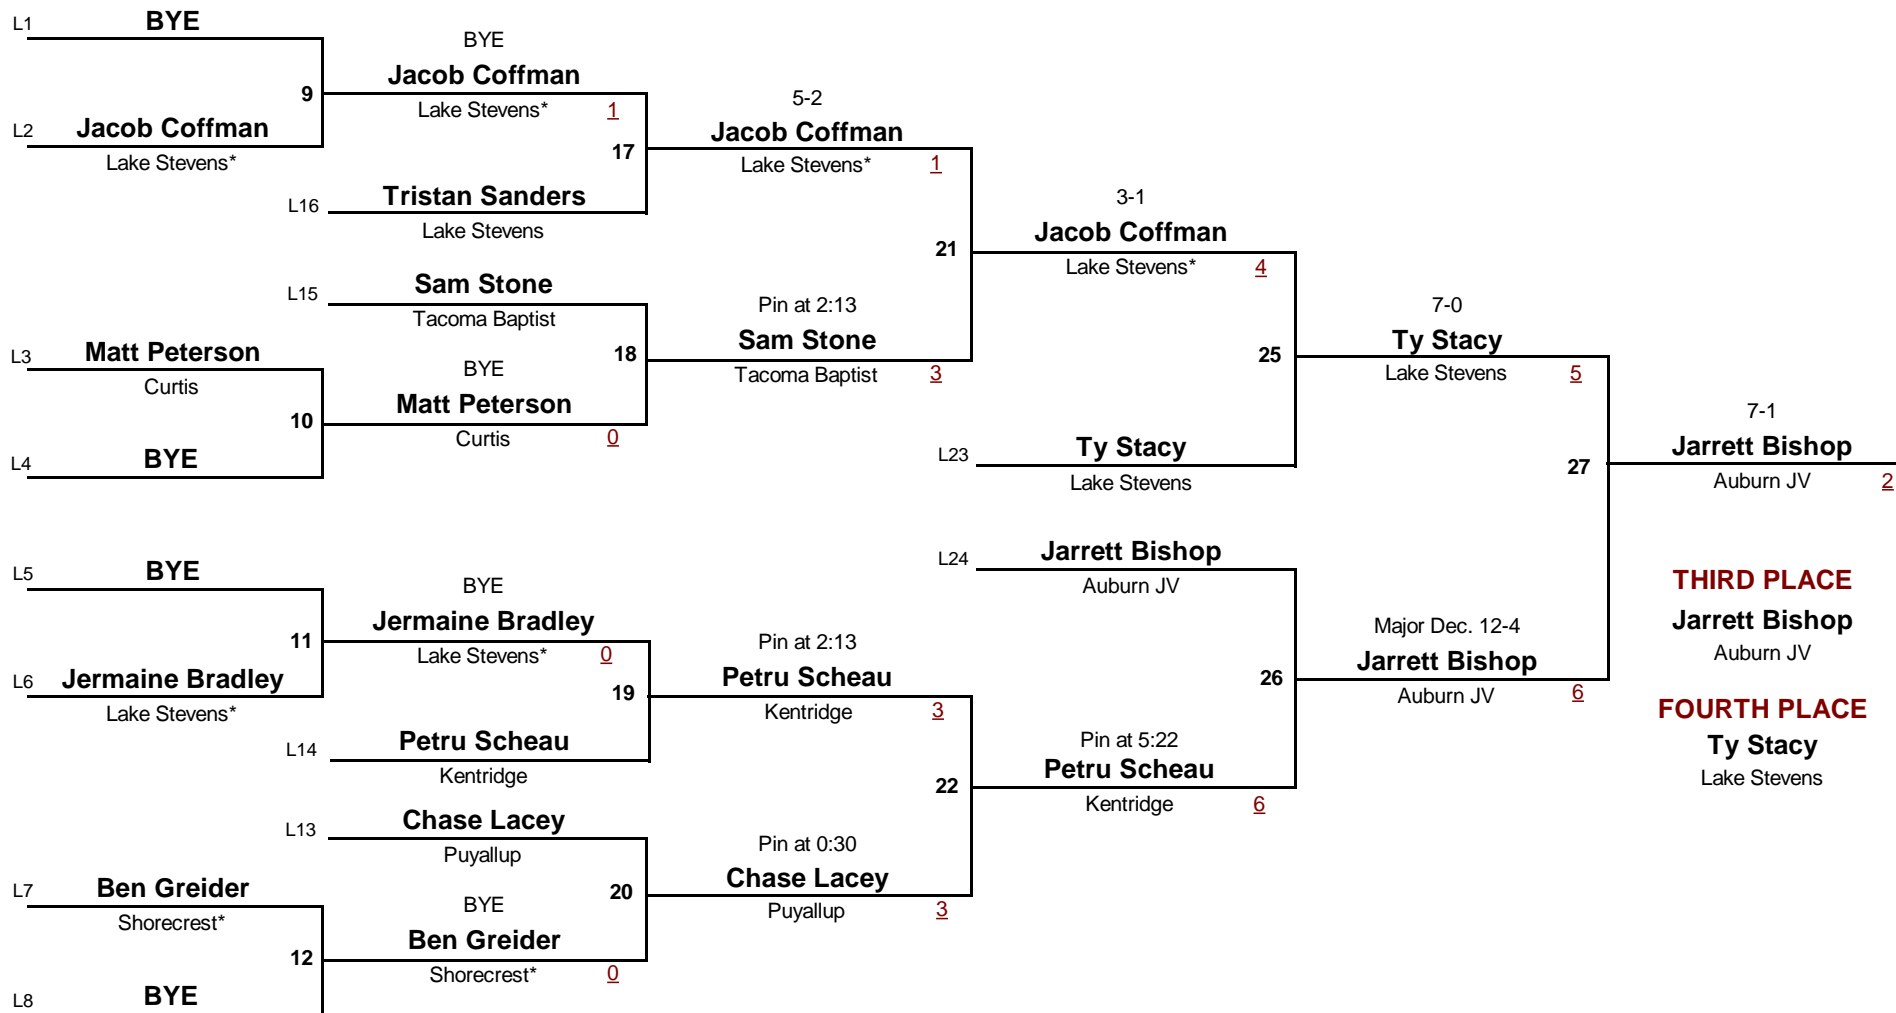 L1
BYE
BYE
Jacob Coffman
9
Lake Stevens*
1
L2
Jacob Coffman
Lake Stevens*
5-2
Jacob Coffman
17
Lake Stevens*
1
L16
Tristan Sanders
Lake Stevens
3-1
Jacob Coffman
21
Lake Stevens*
4
L15
Sam Stone
Tacoma Baptist
Pin at 2:13
Sam Stone
18
Tacoma Baptist
3
L3
Matt Peterson
Curtis
BYE
Matt Peterson
10
Curtis
0
L4
BYE
7-0
Ty Stacy
25
Lake Stevens
5
L23
Ty Stacy
Lake Stevens
7-1
Jarrett Bishop
27
Auburn JV
2
L5
BYE
BYE
Jermaine Bradley
11
Lake Stevens*
0
L6
Jermaine Bradley
Lake Stevens*
Pin at 2:13
Petru Scheau
19
Kentridge
3
L14
Petru Scheau
Kentridge
L24
Jarrett Bishop
Auburn JV
Major Dec. 12-4
Jarrett Bishop
26
Auburn JV
6
Pin at 5:22
Petru Scheau
22
Kentridge
6
L13
Chase Lacey
Puyallup
Pin at 0:30
Chase Lacey
20
Puyallup
3
L7
Ben Greider
Shorecrest*
BYE
Ben Greider
12
Shorecrest*
0
L8
BYE
THIRD PLACE
Jarrett Bishop
Auburn JV
FOURTH PLACE
Ty Stacy
Lake Stevens